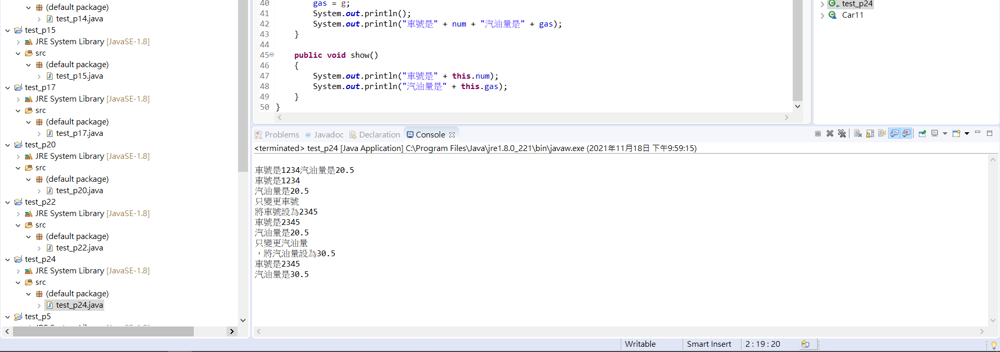 (default package)
test_p14.java
test_p15
JRE System Library [JavaSE-1.8]
src
(default package)
test_p15.java
test_p17
JRE System Library [JavaSE-1.8]
src
(default package)
test_p17.java
test_p20
JRE System Library [JavaSE-1.8]
src
(default package)
test_p20.java
test_p22
JRE System Library [JavaSE-1.8]
src
(default package)
test_p22.java
test_p24
JRE System Library [JavaSE-1.8]
src
(default package)
test_p24.java
test_p5
40 gas = g;
41 System.out.println();
42 System.out.println("車號是" + num + "汽油量是" + gas);
43 }
44
45 public void show()
46 {
47 System.out.println("車號是" + this.num);
48 System.out.println("汽油量是" + this.gas);
49 }
50 }
test_p24
Car11
Problems @ Javadoc Declaration Console
<terminated> test_p24 [Java Application] C:\Program Files\Java\jre1.8.0_221\bin\javaw.exe (2021年11月18日 下午9:59:15)
車號是1234汽油量是20.5
車號是1234
汽油量是20.5
只變更車號
將車號設為2345
車號是2345
汽油量是20.5
只變更汽油量
，將汽油量設為30.5
車號是2345
汽油量是30.5
Writable Smart Insert 2 : 19 : 20